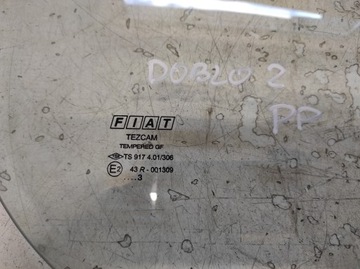 DOBLO 2
PP
FIAT
TEZCAM
TEMPERED GF
TS 917 4.01/306
E2 43 R - 001309
....3